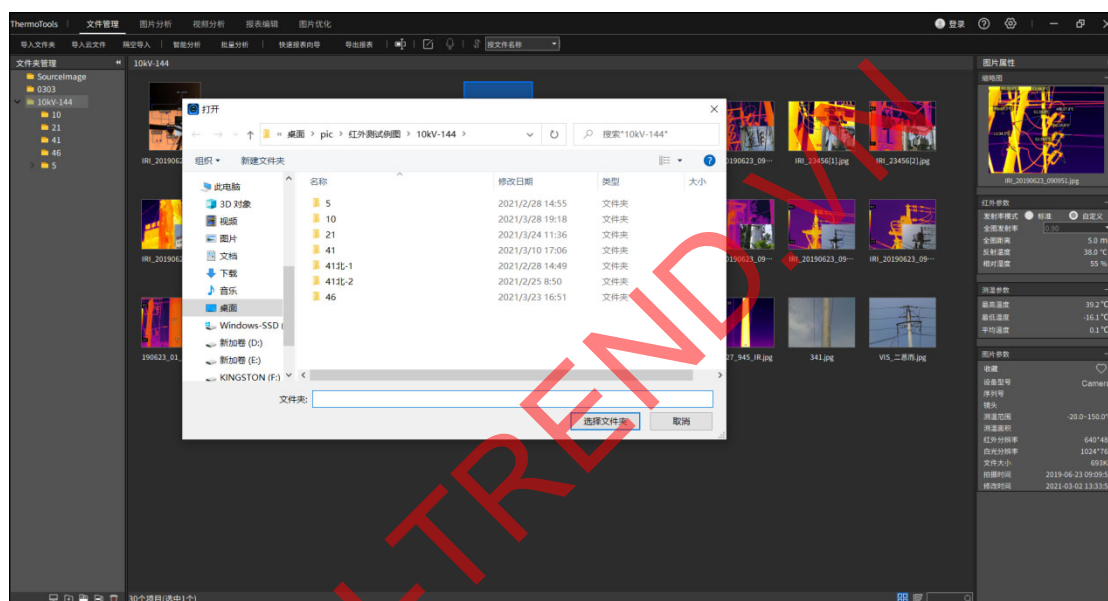 ThermoTools 文件管理 图片分析 视频分析 报表编辑 图片优化 登录
导入文件夹 导入云文件 隔空导入 智能分析 批量分析 快速报表向导 导出报表 按文件名称
文件夹管理 10kV-144 图片属性
SourceImage
0303
10kV-144
10
21
41
46
5
打开
桌面 > pic > 红外测试例图 > 10kV-144 >
搜索"10kV-144"
组织 新建文件夹
此电脑
3D 对象
视频
图片
文档
下载
音乐
桌面
Windows-SSD
新加卷 (D:)
新加卷 (E:)
KINGSTON (F:)
名称 修改日期 类型 大小
5 2021/2/28 14:55 文件夹
10 2021/3/28 19:18 文件夹
21 2021/3/24 11:36 文件夹
41 2021/3/10 17:06 文件夹
41北-1 2021/2/28 14:49 文件夹
41北-2 2021/2/25 8:50 文件夹
46 2021/3/23 16:51 文件夹
文件夹:
选择文件夹 取消
IRI_201906
0190623_09··· IRI_23456[1].jpg IRI_23456[2].jpg
IRI_201906
0190623_09··· IRI_20190623_09··· IRI_20190623_09···
190623_01_
27_945_IR.jpg 341.jpg
缩略图
IRI_20190623_090951.jpg
红外参数
发射率模式 标准 自定义
全图发射率 0.90
全图距离 5.0 m
反射温度 38.0 °C
相对湿度 55 %
测温参数
最高温度 39.2°C
最低温度 -16.1°C
平均温度 0.1°C
图片参数
收藏
设备型号 Camer
序列号
镜头
测温范围 -20.0~150.0°
测温面积
红外分辨率 640*48
白光分辨率 1024*76
文件大小 693K
拍摄时间 2019-06-23 09:09:5
修改时间 2021-03-02 13:33:5
30个项目(选中1个)
LTREND.VN